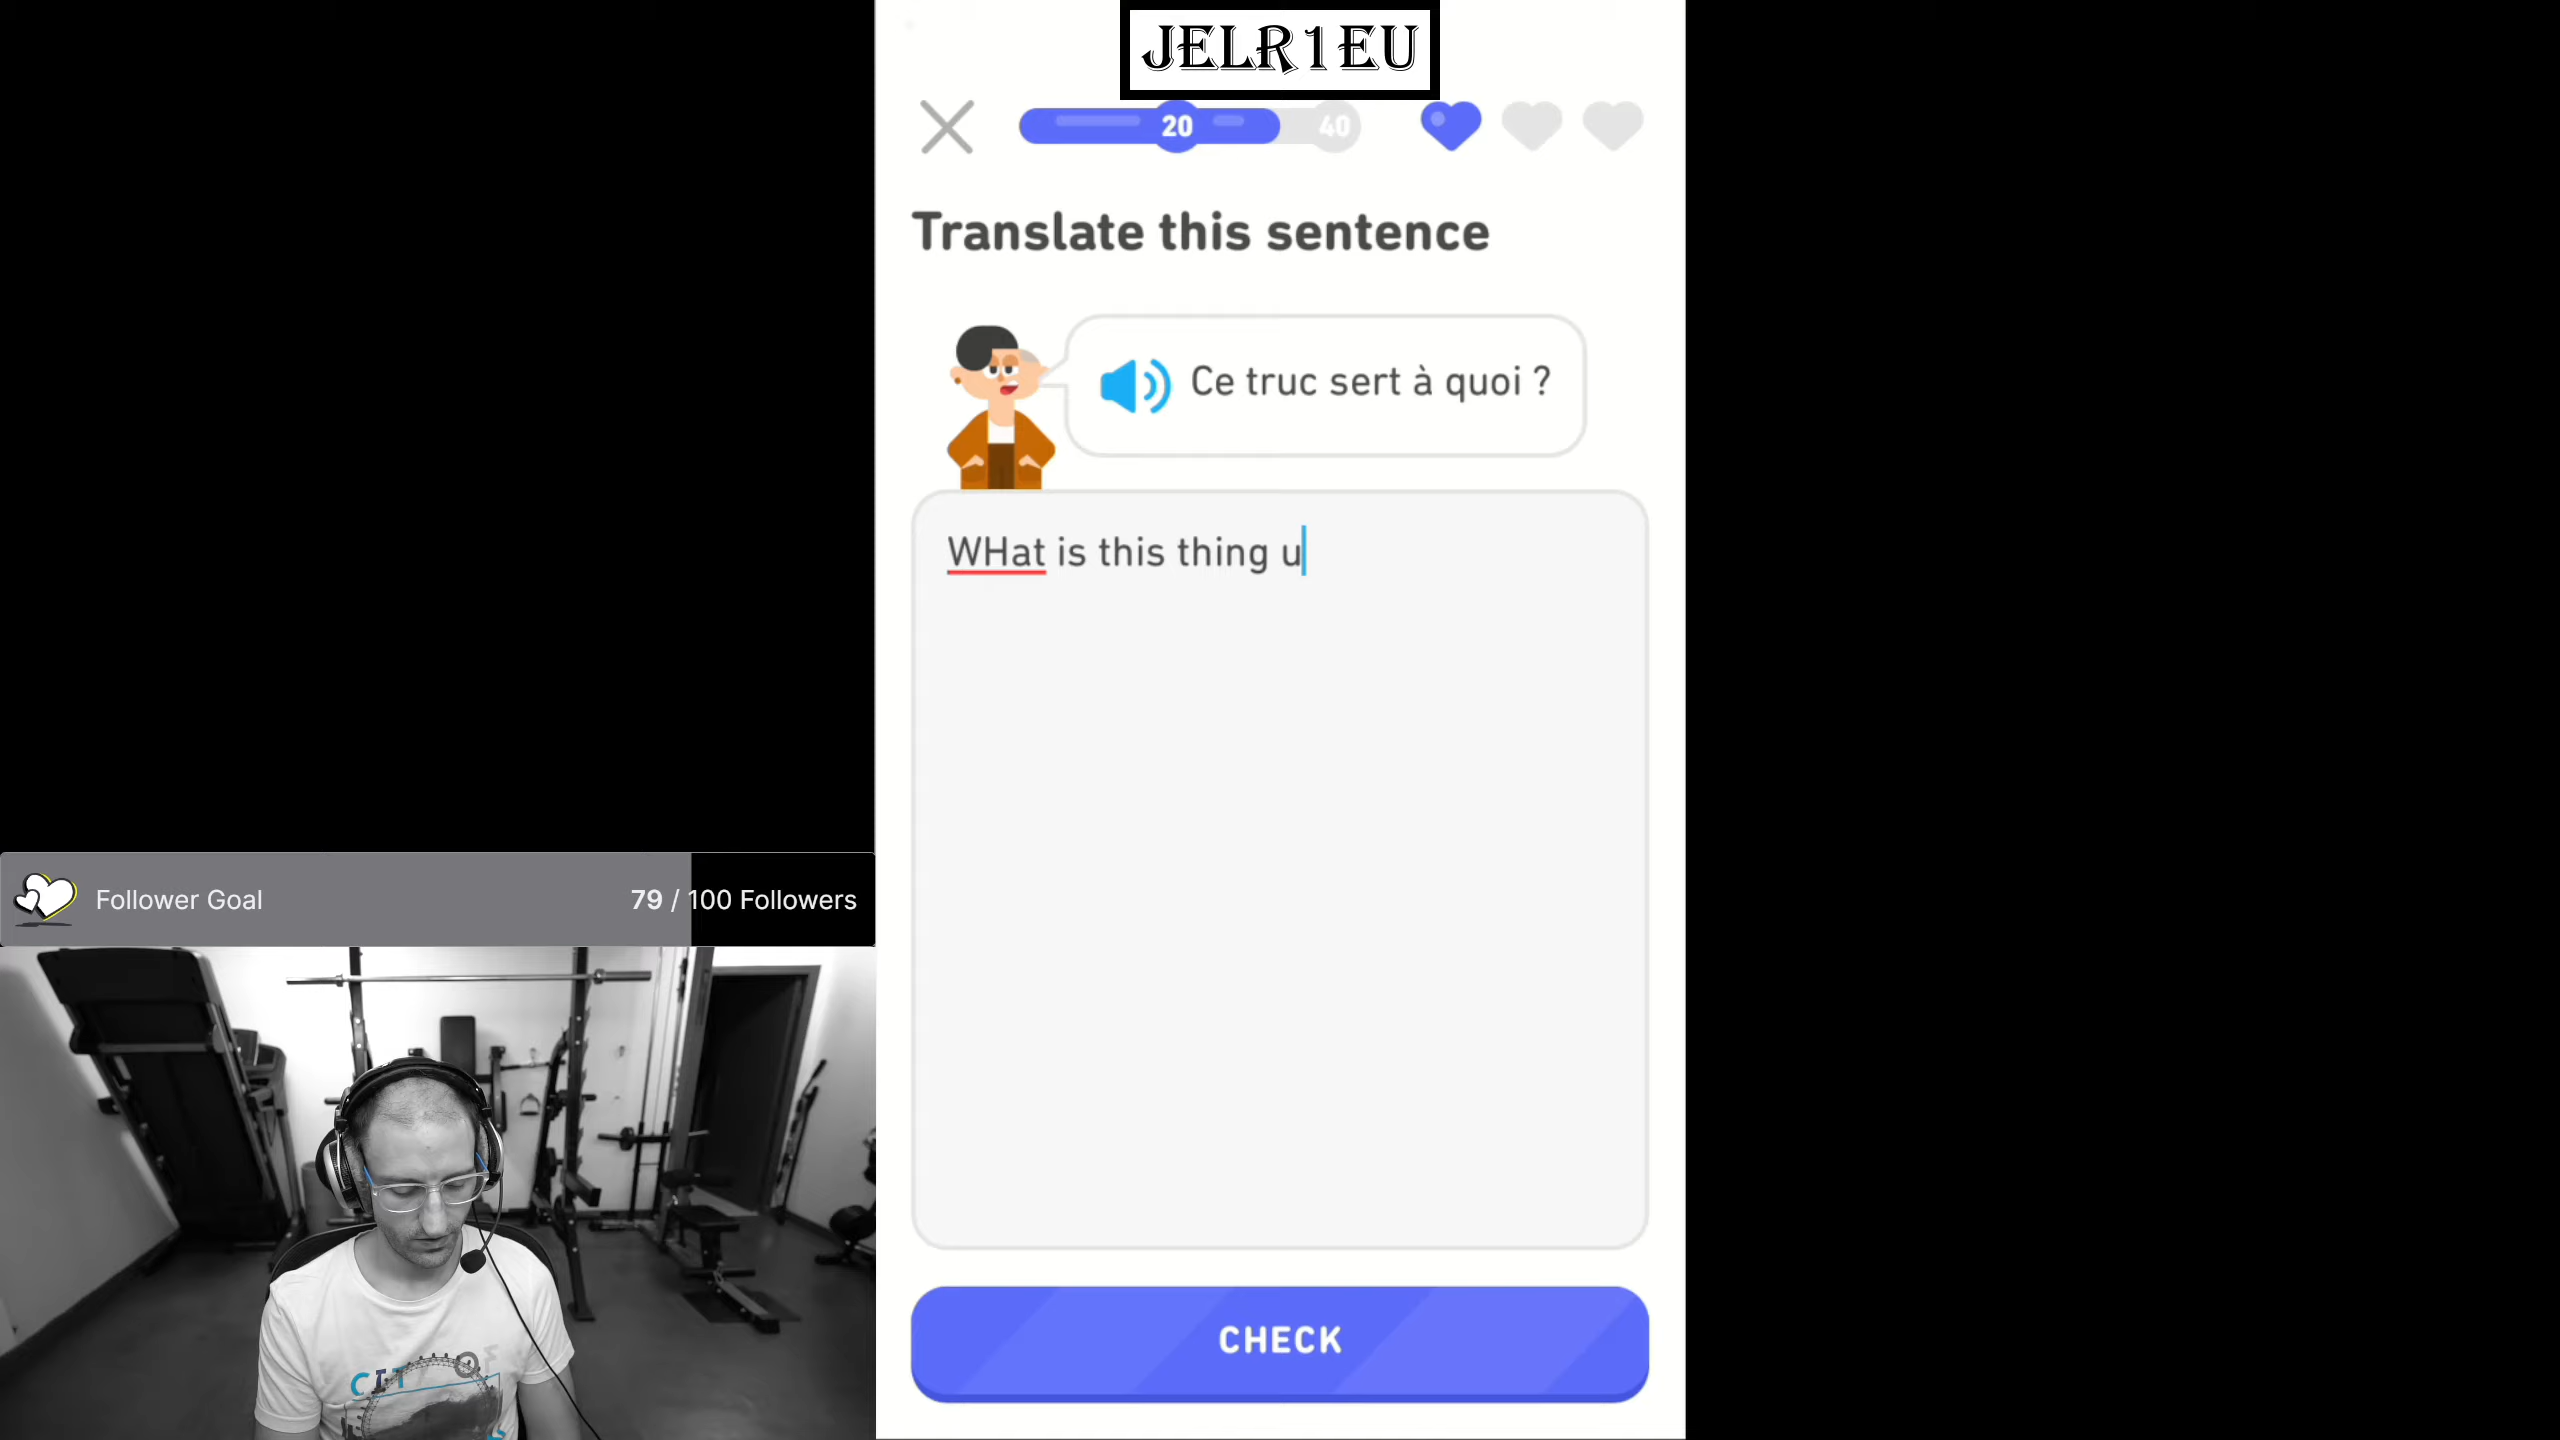 JELR1EU
20
40
Translate this sentence
Ce truc sert à quoi ?
WHat is this thing u
CHECK
Follower Goal
79 / 100 Followers